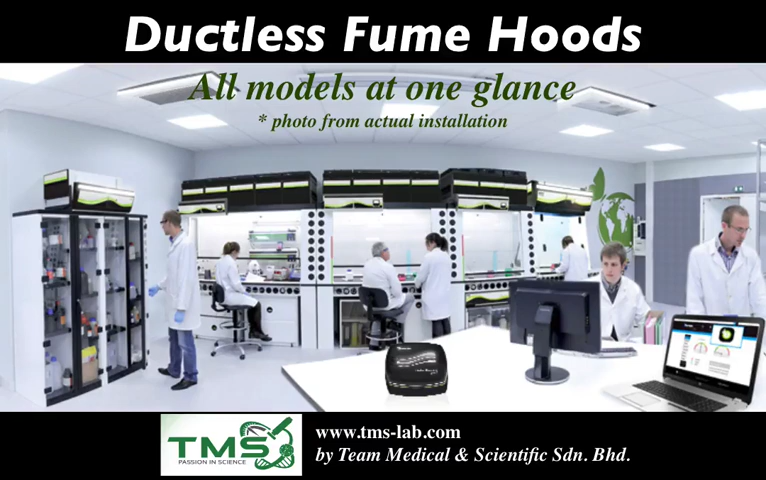 Ductless Fume Hoods
All models at one glance
* photo from actual installation
TMS
PASSION IN SCIENCE
www.tms-lab.com
by Team Medical & Scientific Sdn. Bhd.